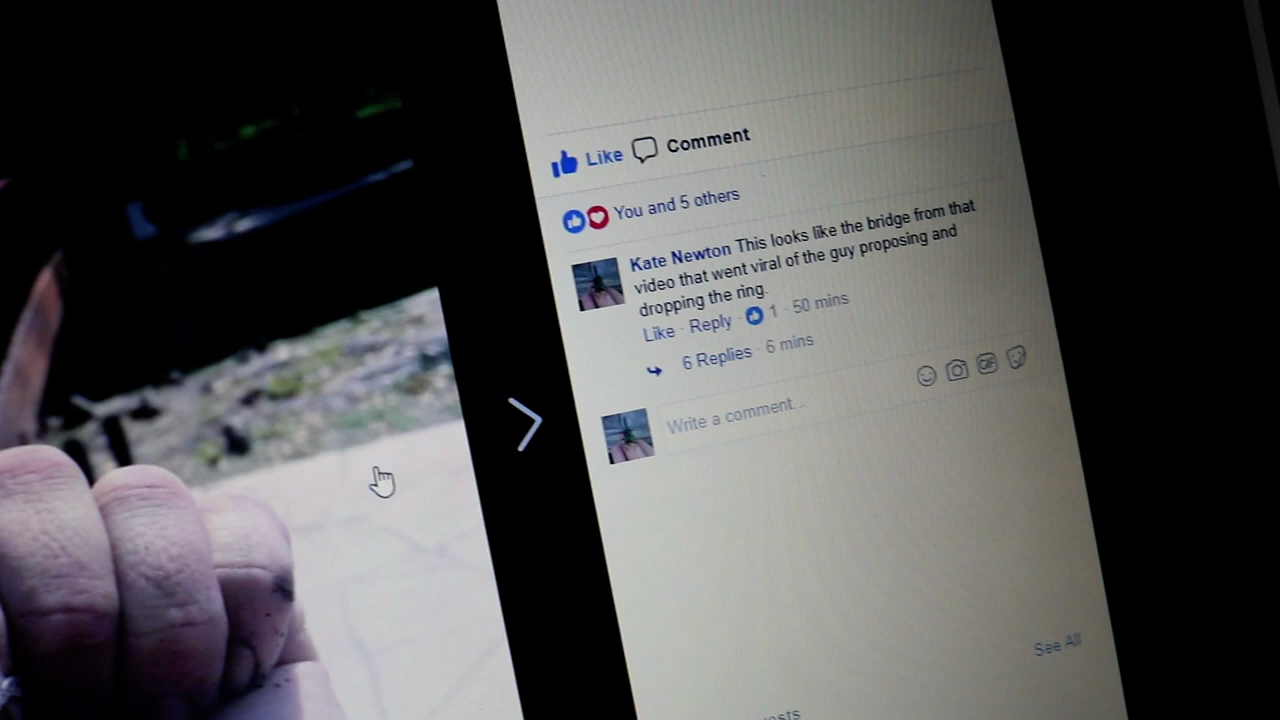 Like Comment
You and 5 others
Kate Newton This looks like the bridge from that
video that went viral of the guy proposing and
dropping the ring.
Like · Reply · 1 · 50 mins
6 Replies · 6 mins
Write a comment...
GIF
See All